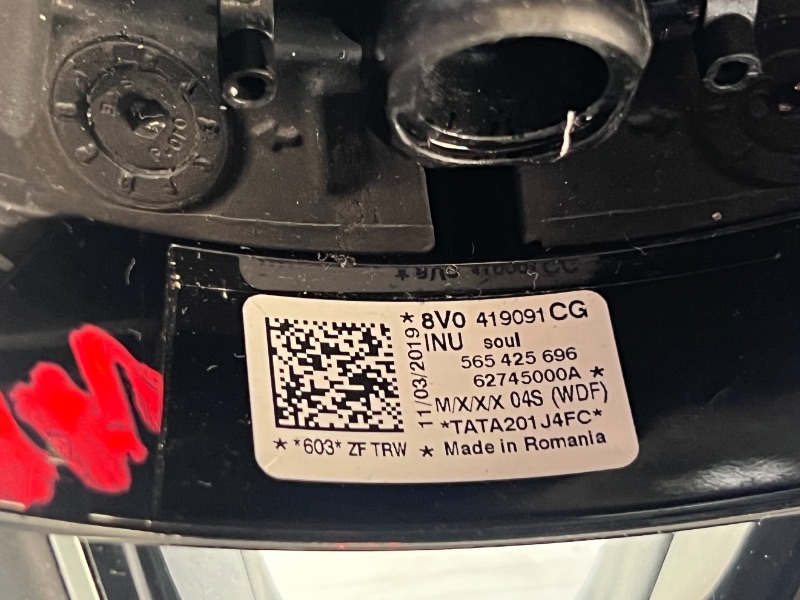 *8V0 419091 CG
INU soul
565 425 696
62745000A *
M/X/X/X 04S (WDF)
*TATA201J4FC*
* Made in Romania
11/03/2019
* *603* ZF TRW